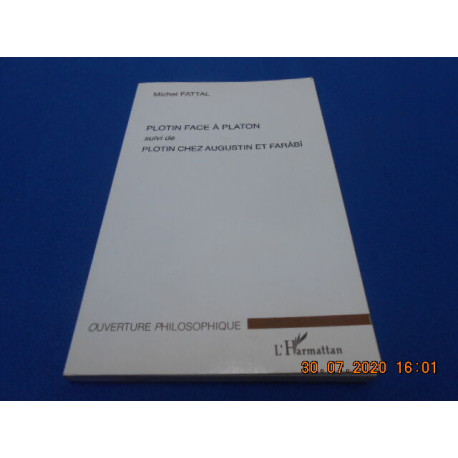 Michel FATTAL
PLOTIN FACE À PLATON
suivi de
PLOTIN CHEZ AUGUSTIN ET FARÂBÎ
OUVERTURE PHILOSOPHIQUE
L'Harmattan
30.07.2020 16:01